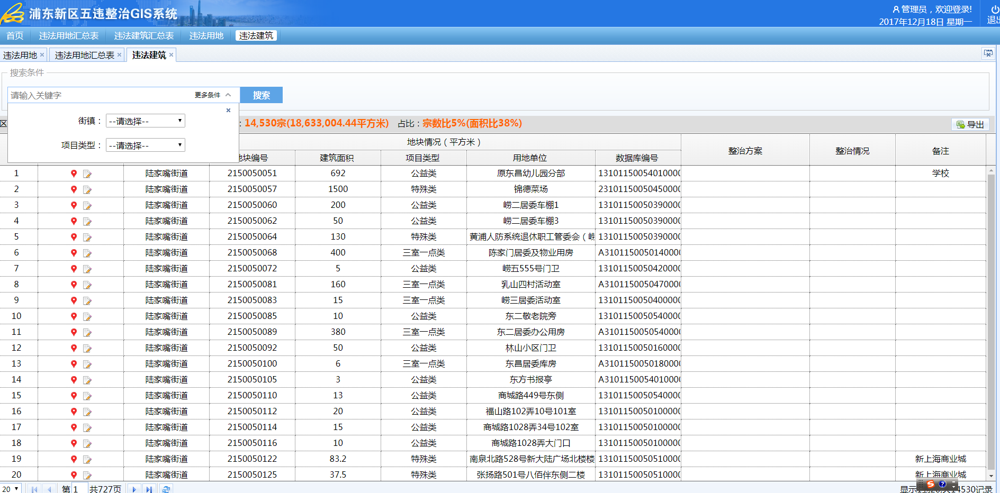 浦东新区五违整治GIS系统
管理员，欢迎登录!
2017年12月18日 星期一
退出
首页 违法用地汇总表 违法建筑汇总表 违法用地 违法建筑
违法用地 违法用地汇总表 违法建筑
搜索条件
请输入关键字 更多条件 搜索
街镇： --请选择--
项目类型： --请选择--
区 : 14,530宗(18,633,004.44平方米) 占比：宗数比5%(面积比38%) 导出
地块情况（平方米） 整治方案 整治情况 备注
地块编号 建筑面积 项目类型 用地单位 数据库编号
1 陆家嘴街道 2150050051 692 公益类 原东昌幼儿园分部 1310115005401000 学校
2 陆家嘴街道 2150050057 1500 特殊类 锦德菜场 2310115005045000
3 陆家嘴街道 2150050060 200 公益类 崂二居委车棚1 1310115005039000
4 陆家嘴街道 2150050062 50 公益类 崂二居委车棚3 1310115005039000
5 陆家嘴街道 2150050064 130 特殊类 黄浦人防系统退休职工管委会（崂 1310115005039000
6 陆家嘴街道 2150050068 400 三室一点类 陈家门居委及物业用房 A310115005014000
7 陆家嘴街道 2150050072 5 公益类 崂五555号门卫 1310115005042000
8 陆家嘴街道 2150050081 160 三室一点类 乳山四村活动室 A310115005047000
9 陆家嘴街道 2150050083 15 三室一点类 崂三居委活动室 1310115005040000
10 陆家嘴街道 2150050085 10 公益类 东二敬老院旁 1310115005054000
11 陆家嘴街道 2150050089 380 三室一点类 东二居委办公用房 A310115005054000
12 陆家嘴街道 2150050092 50 公益类 林山小区门卫 1310115005016000
13 陆家嘴街道 2150050100 6 三室一点类 东昌居委库房 A310115005018000
14 陆家嘴街道 2150050105 3 公益类 东方书报亭 A310115005401000
15 陆家嘴街道 2150050110 13 公益类 商城路449号东侧 1310115005054000
16 陆家嘴街道 2150050112 20 公益类 福山路102弄10号101室 1310115005010000
17 陆家嘴街道 2150050114 15 公益类 商城路1028弄34号102室 1310115005010000
18 陆家嘴街道 2150050116 10 公益类 商城路1028弄大门口 1310115005010000
19 陆家嘴街道 2150050122 83.2 特殊类 南泉北路528号新大陆广场北楼楼 1310115005051000 新上海商业城
20 陆家嘴街道 2150050125 37.5 特殊类 张扬路501号八佰伴东侧二楼 1310115005051000 新上海商业城
20 第 1 共727页 显示 4530记录